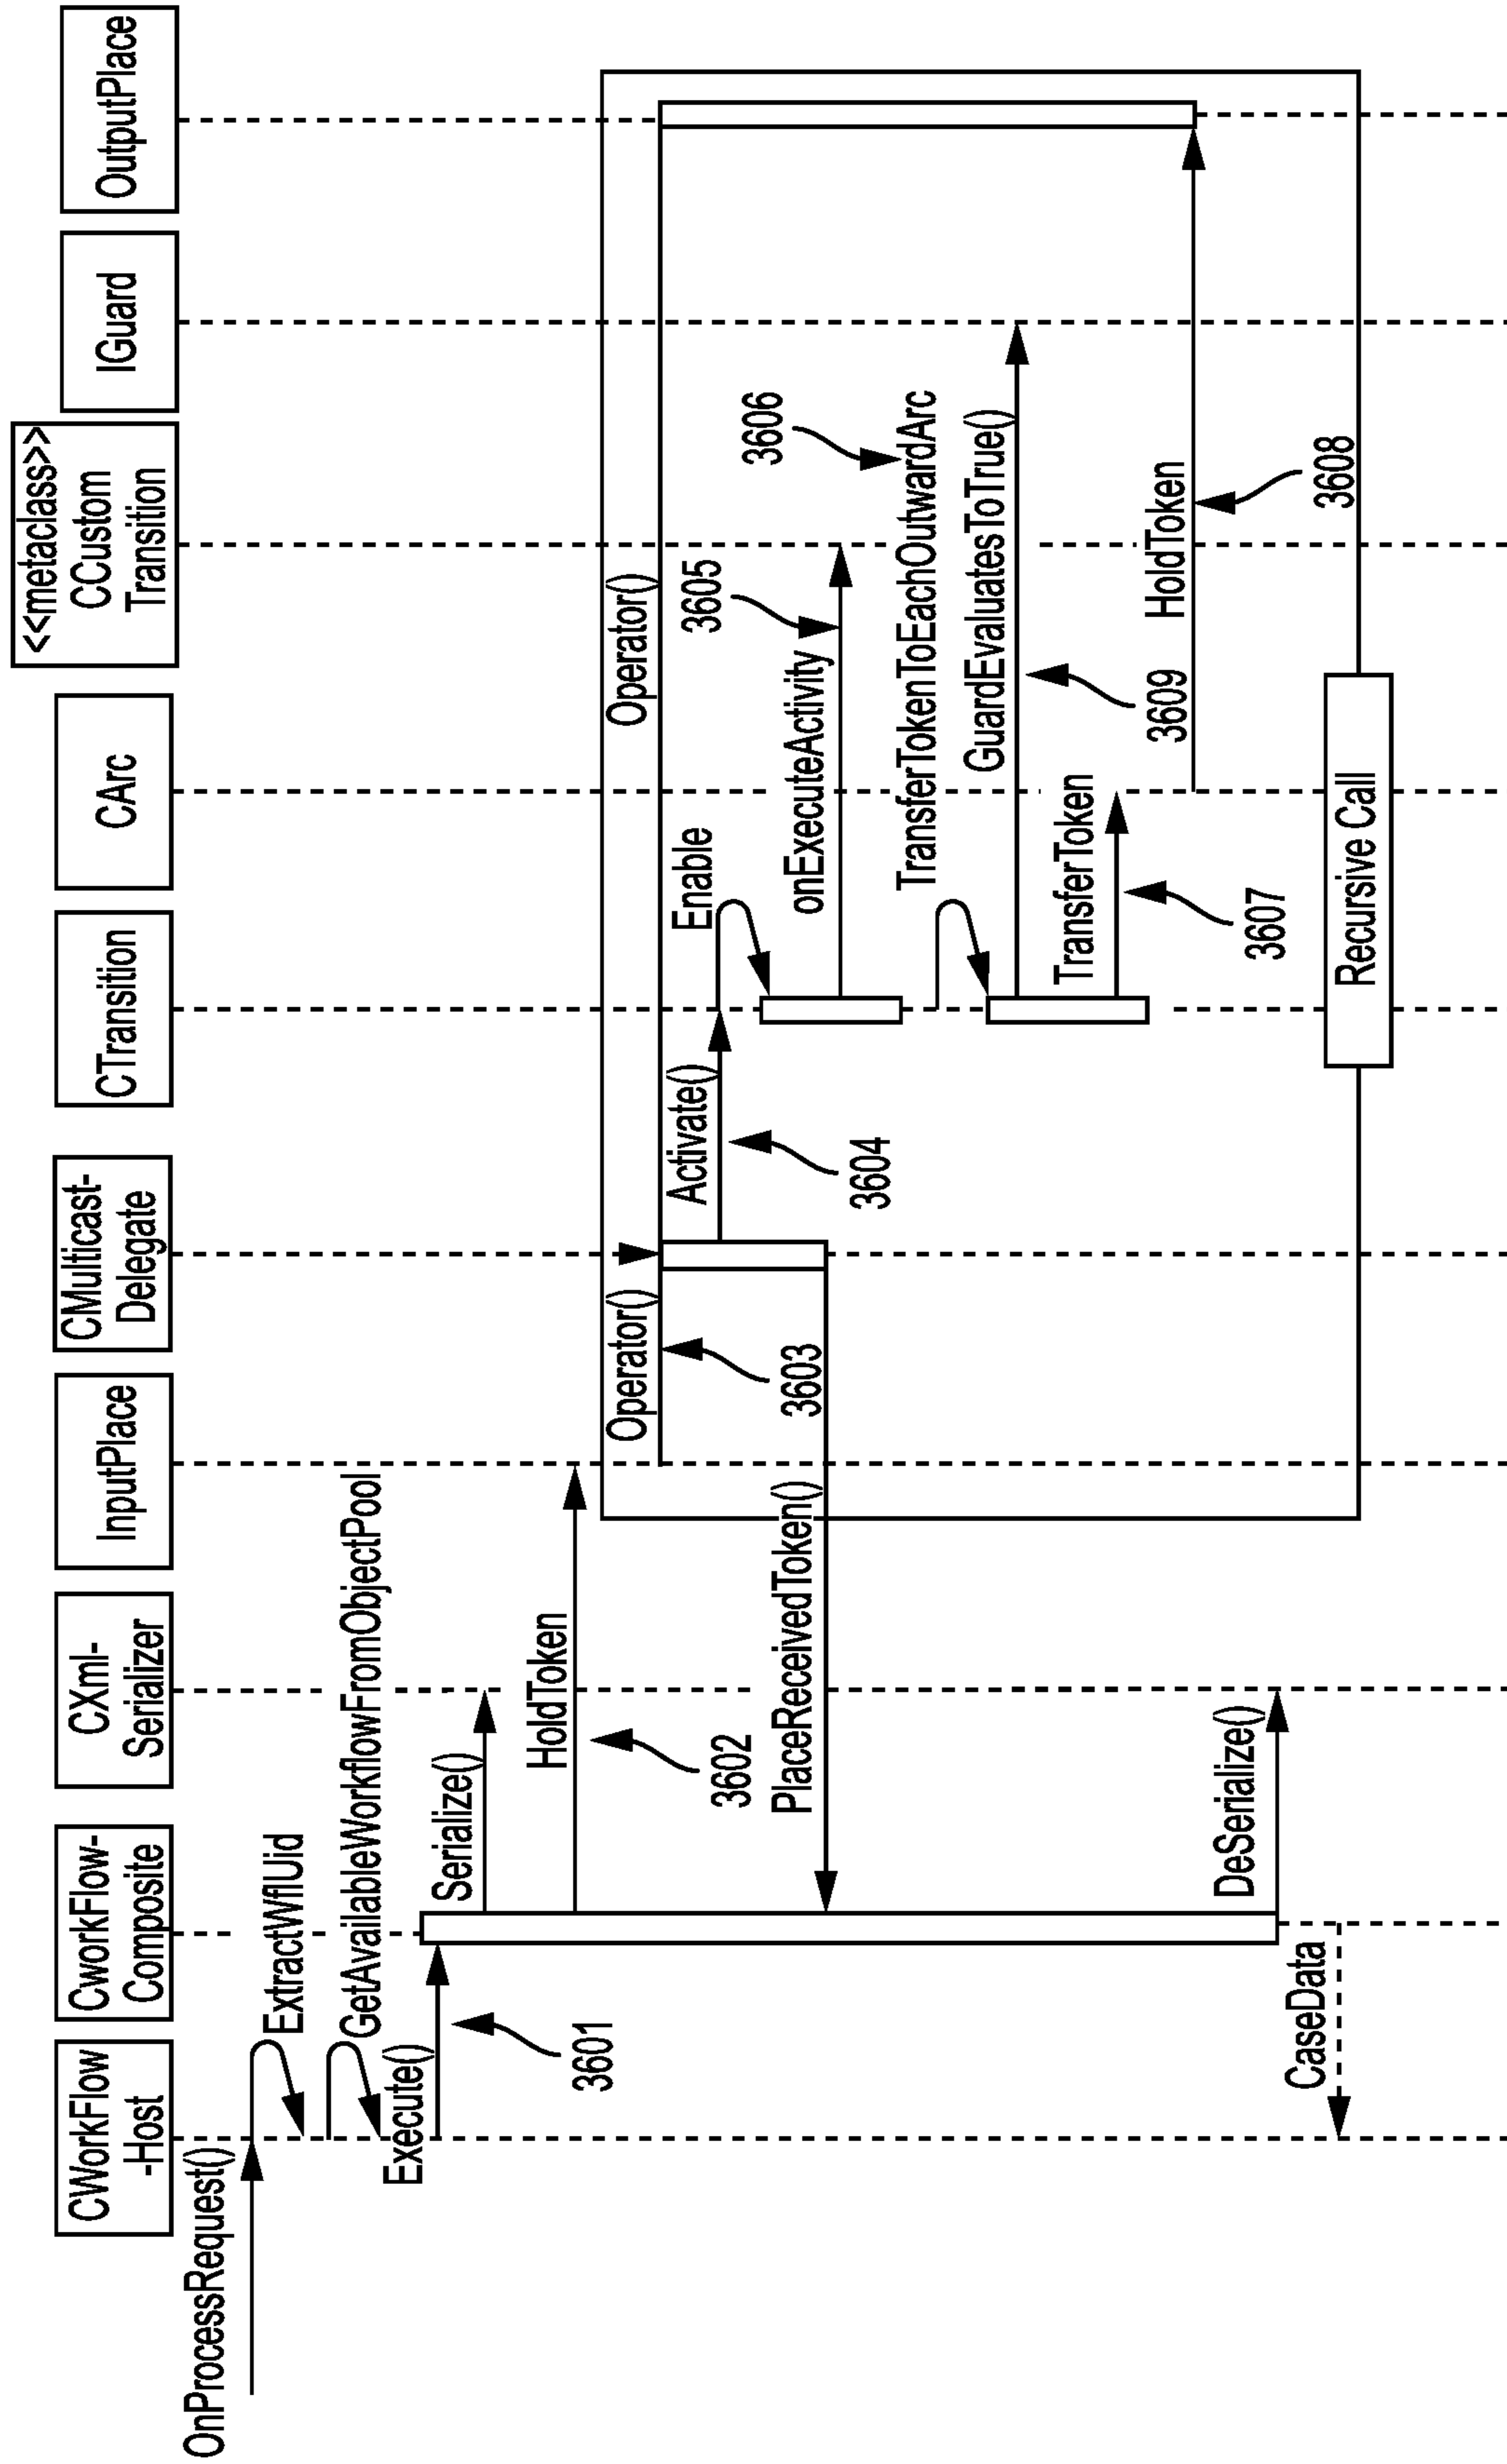 CWorkFlow
-Host
CworkFlow-
Composite
CXml-
Serializer
InputPlace
CMulticast-
Delegate
CTransition
CArc
<<metaclass>>
CCustom
Transition
IGuard
OutputPlace
OnProcessRequest()
ExtractWflUid
GetAvailableWorkflowFromObjectPool
Execute()
3601
Serialize()
HoldToken
3602
Operator()
3603
Operator()
Activate()
3604
Enable
PlaceReceivedToken()
onExecuteActivity
3605
TransferTokenToEachOutwardArc
3606
GuardEvaluatesToTrue()
3609
TransferToken
3607
HoldToken
3608
DeSerialize()
CaseData
Recursive Call